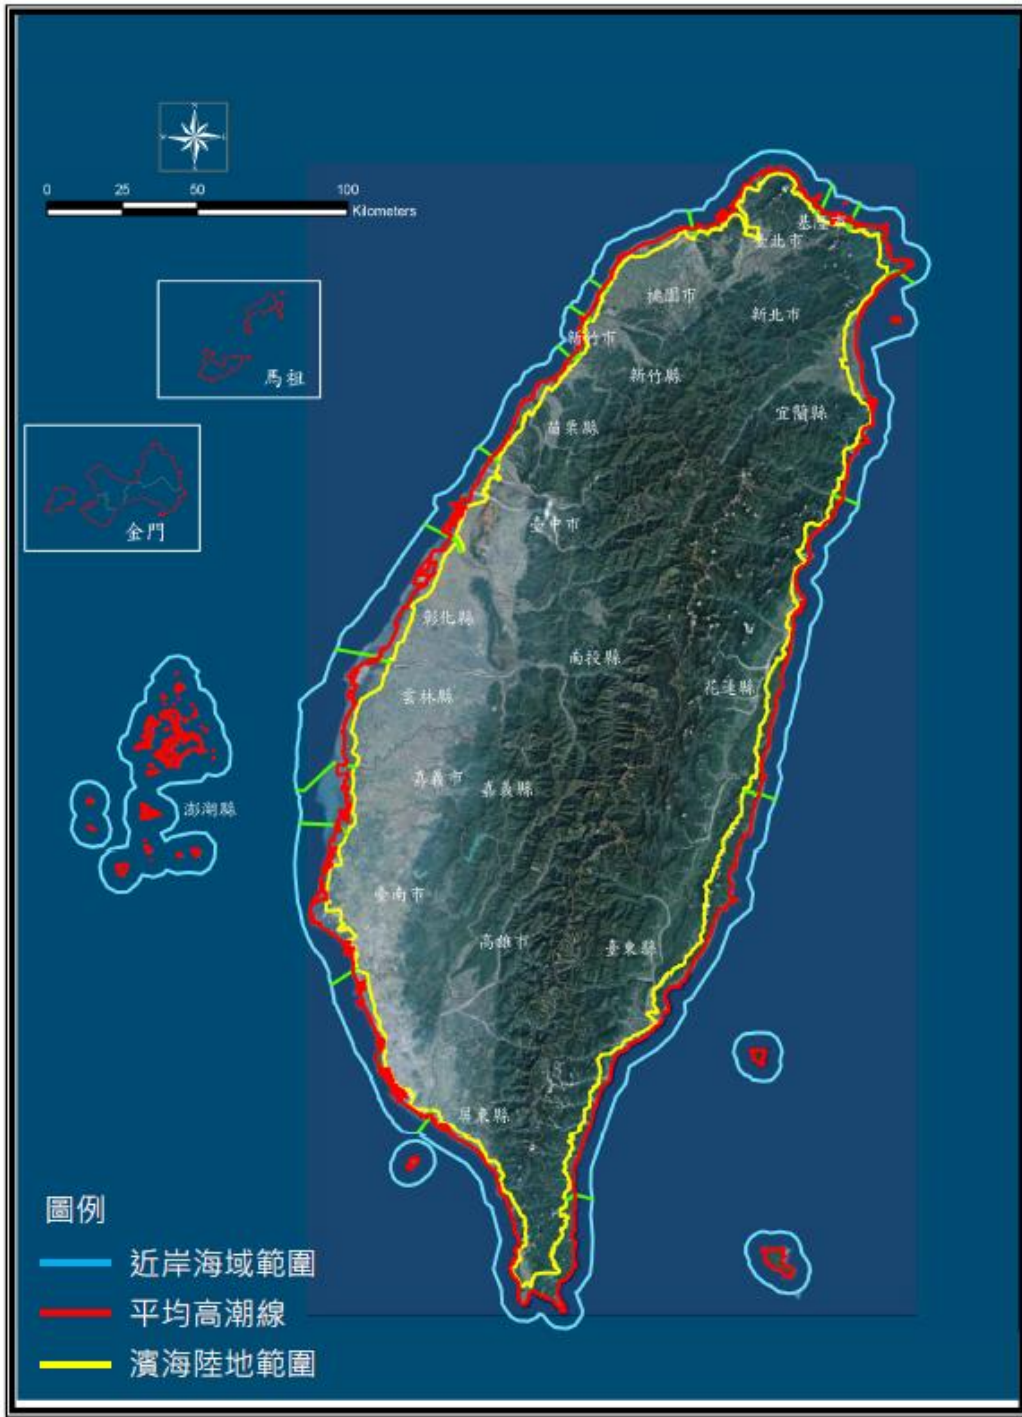 N
0 25 50 100
Kilometers
基隆市
臺北市
桃園市
新北市
新竹市
新竹縣
馬祖
宜蘭縣
苗栗縣
臺中市
金門
彰化縣
南投縣
花蓮縣
雲林縣
嘉義市
嘉義縣
澎湖縣
臺南市
高雄市
臺東縣
屏東縣
圖例
近岸海域範圍
平均高潮線
濱海陸地範圍